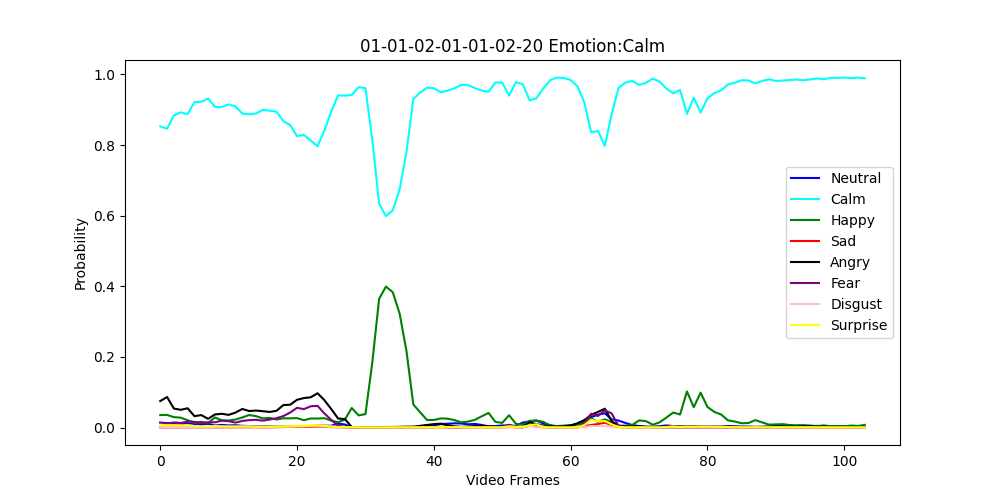 01-01-02-01-01-02-20 Emotion:Calm
Probability
1.0
0.8
0.6
0.4
0.2
0.0
Neutral
Calm
Happy
Sad
Angry
Fear
Disgust
Surprise
0 20 40 60 80 100
Video Frames